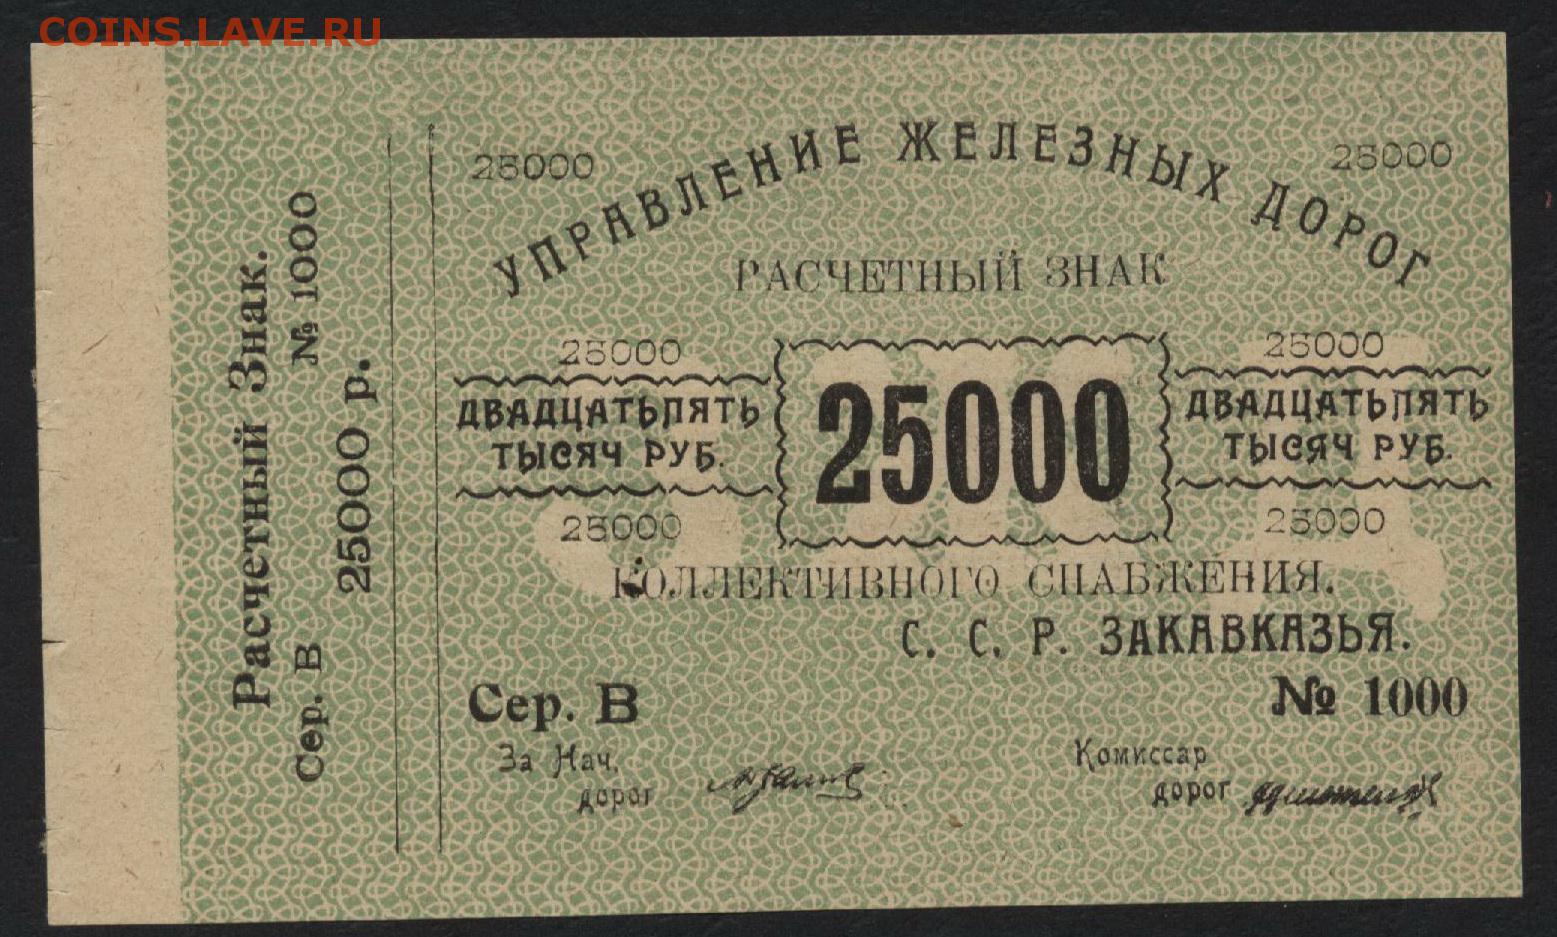 COINS.LAVE.RU
Расчетный Знак.
Сер. В № 1000
25000 р.
25000 25000
УПРАВЛЕНИЕ ЖЕЛЕЗНЫХ ДОРОГ
РАСЧЕТНЫЙ ЗНАК
25000 25000
ДВАДЦАТЬПЯТЬ 25000 ДВАДЦАТЬПЯТЬ
ТЫСЯЧ РУБ. ТЫСЯЧ РУБ.
25000 25000
КОЛЛЕКТИВНОГО СНАБЖЕНИЯ.
С. С. Р. ЗАКАВКАЗЬЯ.
Сер. В № 1000
За Нач. Комиссар
дорог дорог